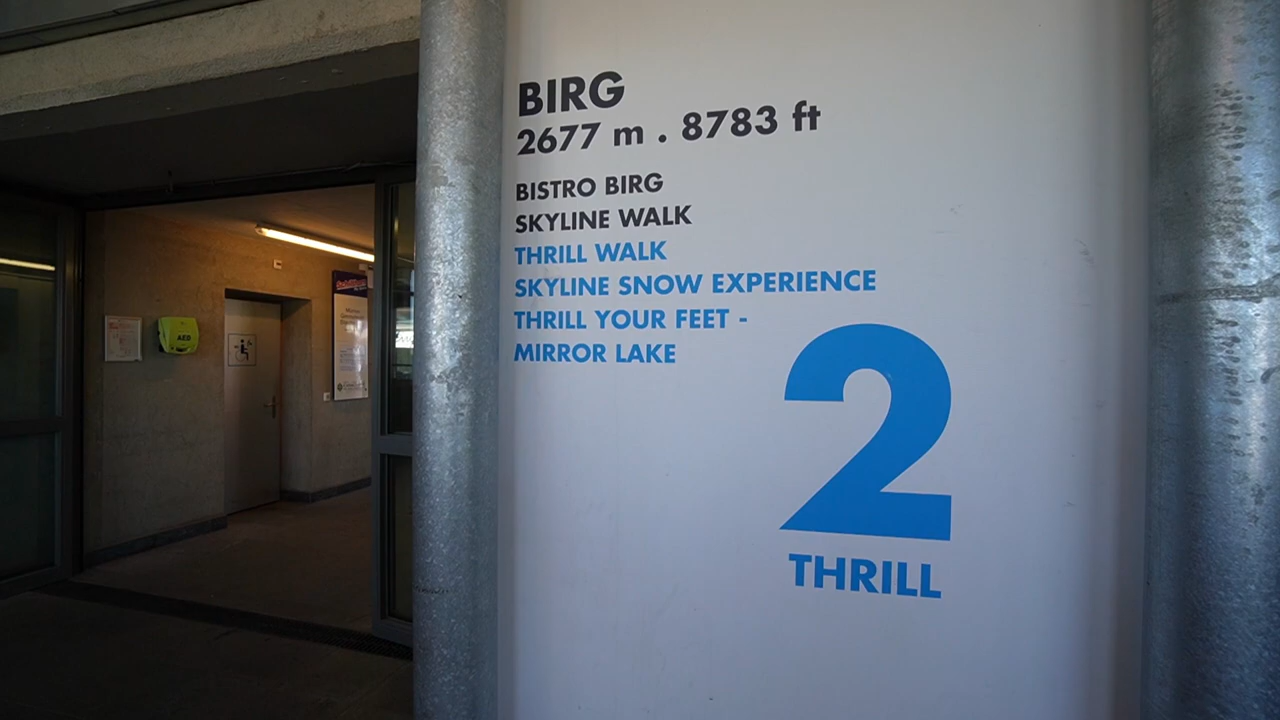 BIRG
2677 m . 8783 ft
BISTRO BIRG
SKYLINE WALK
THRILL WALK
SKYLINE SNOW EXPERIENCE
THRILL YOUR FEET -
MIRROR LAKE
2
THRILL
AED